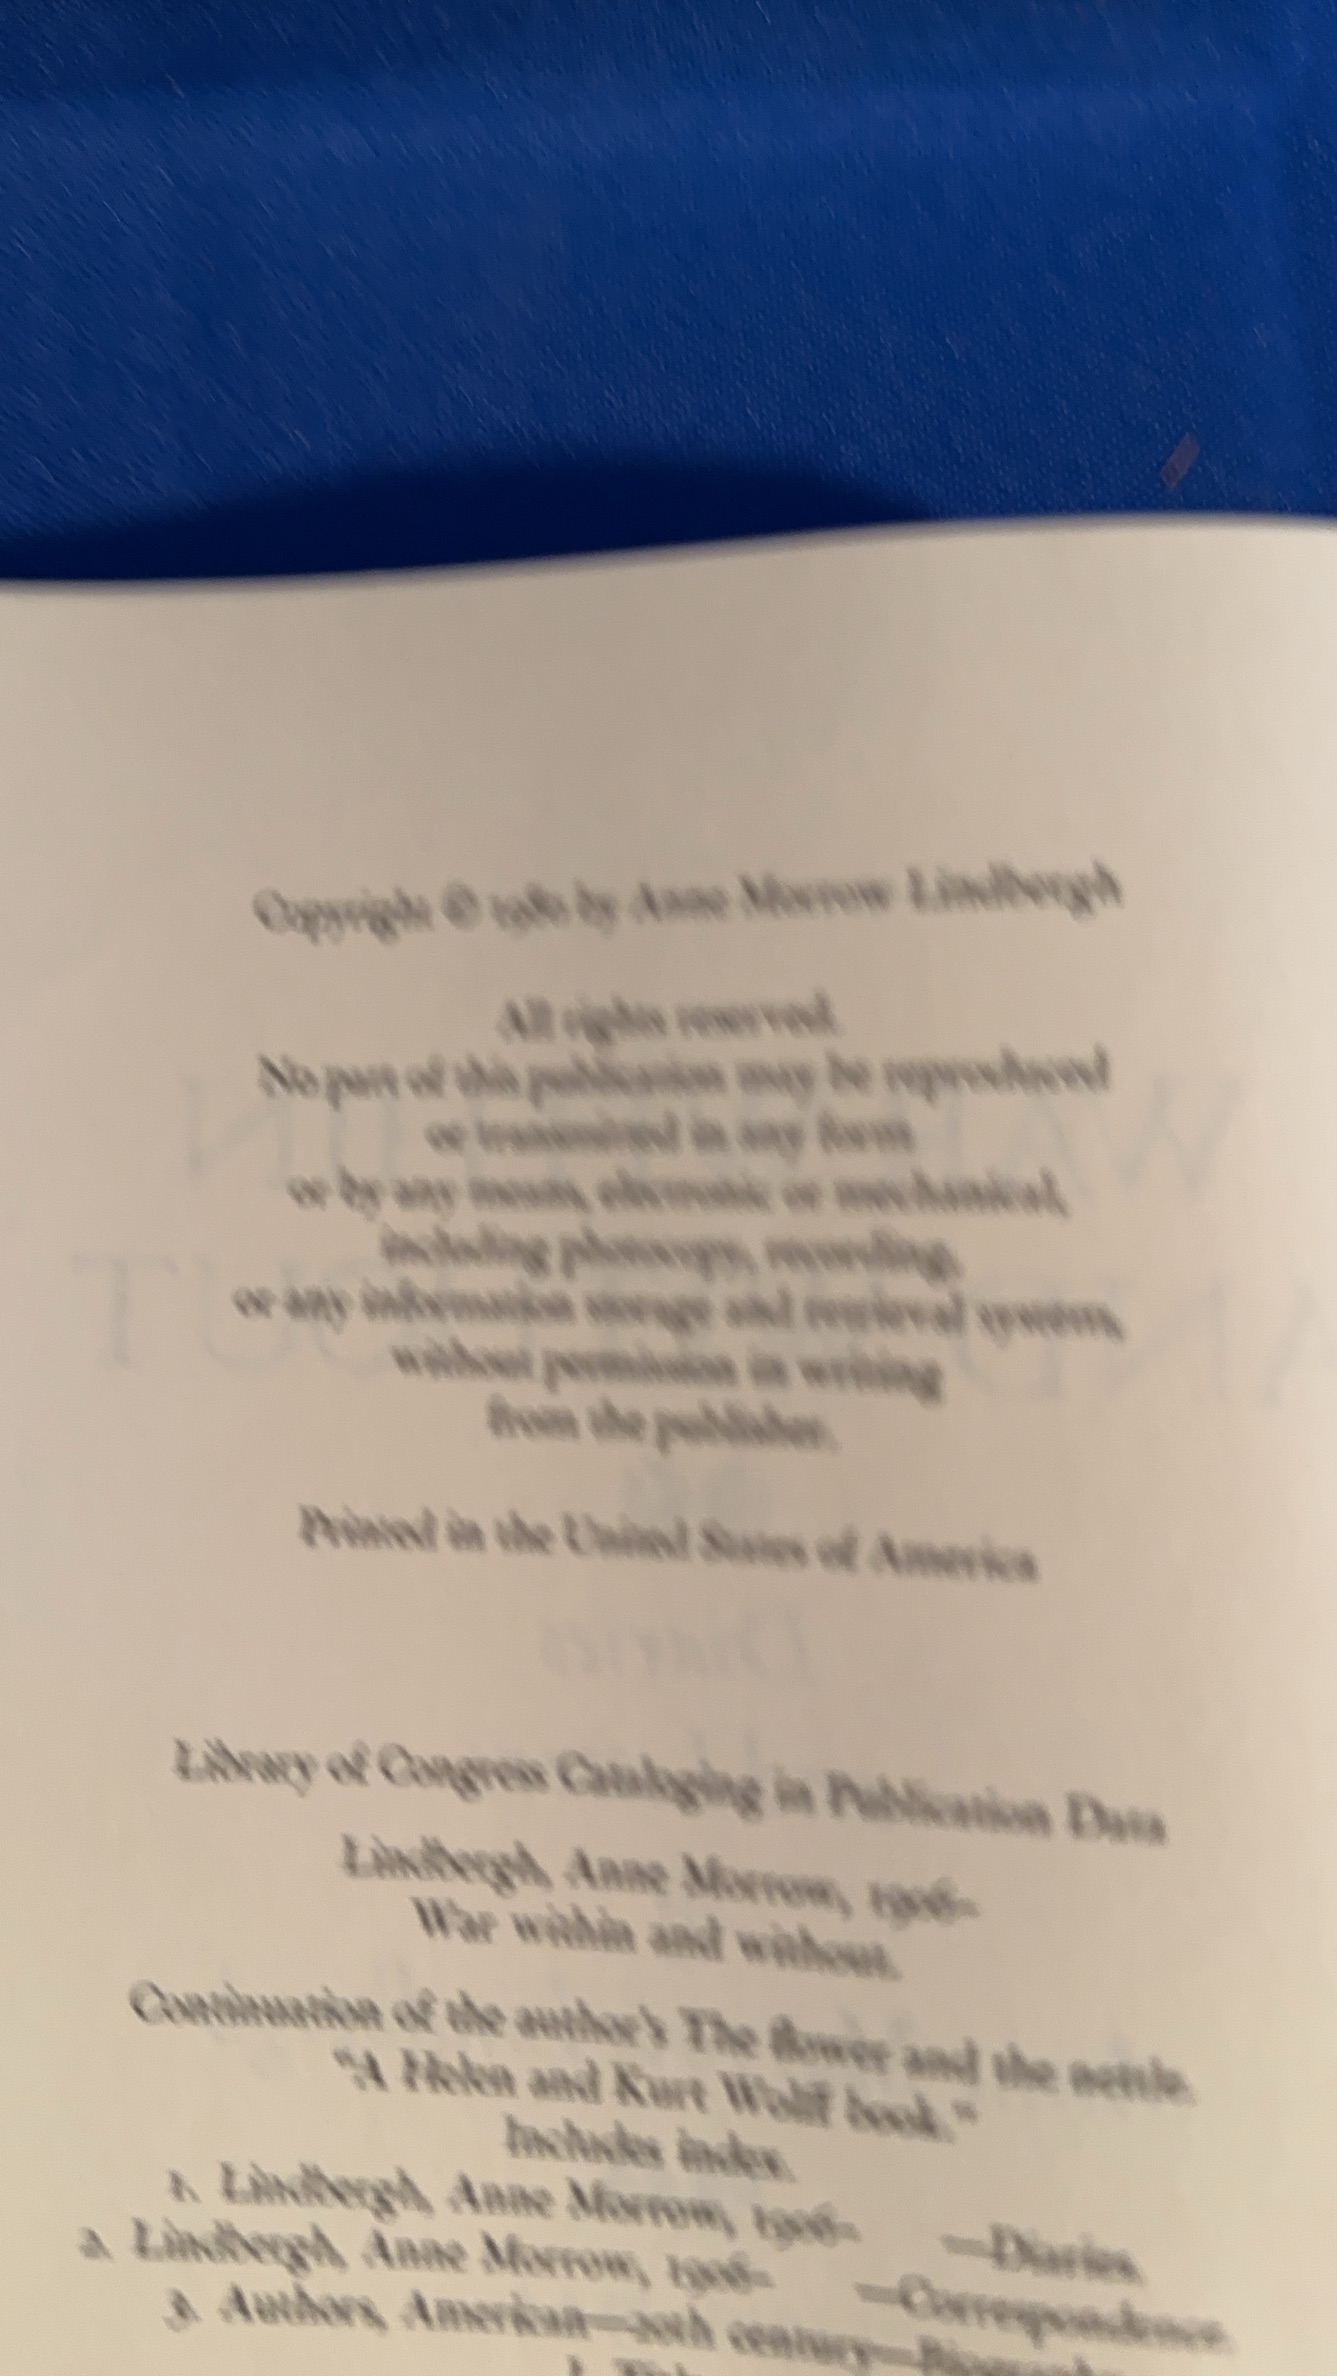 Copyright © 1980 by Anne Morrow Lindbergh
All rights reserved.
No part of this publication may be reproduced
or transmitted in any form
or by any means, electronic or mechanical,
including photocopy, recording,
or any information storage and retrieval system,
without permission in writing
from the publisher.
Printed in the United States of America
Library of Congress Cataloging in Publication Data
Lindbergh, Anne Morrow, 1906-
War within and without.
Continuation of the author's The flower and the nettle.
"A Helen and Kurt Wolff book."
Includes index.
1. Lindbergh, Anne Morrow, 1906- —Diaries.
2. Lindbergh, Anne Morrow, 1906- —Correspondence.
3. Authors, American—20th century—